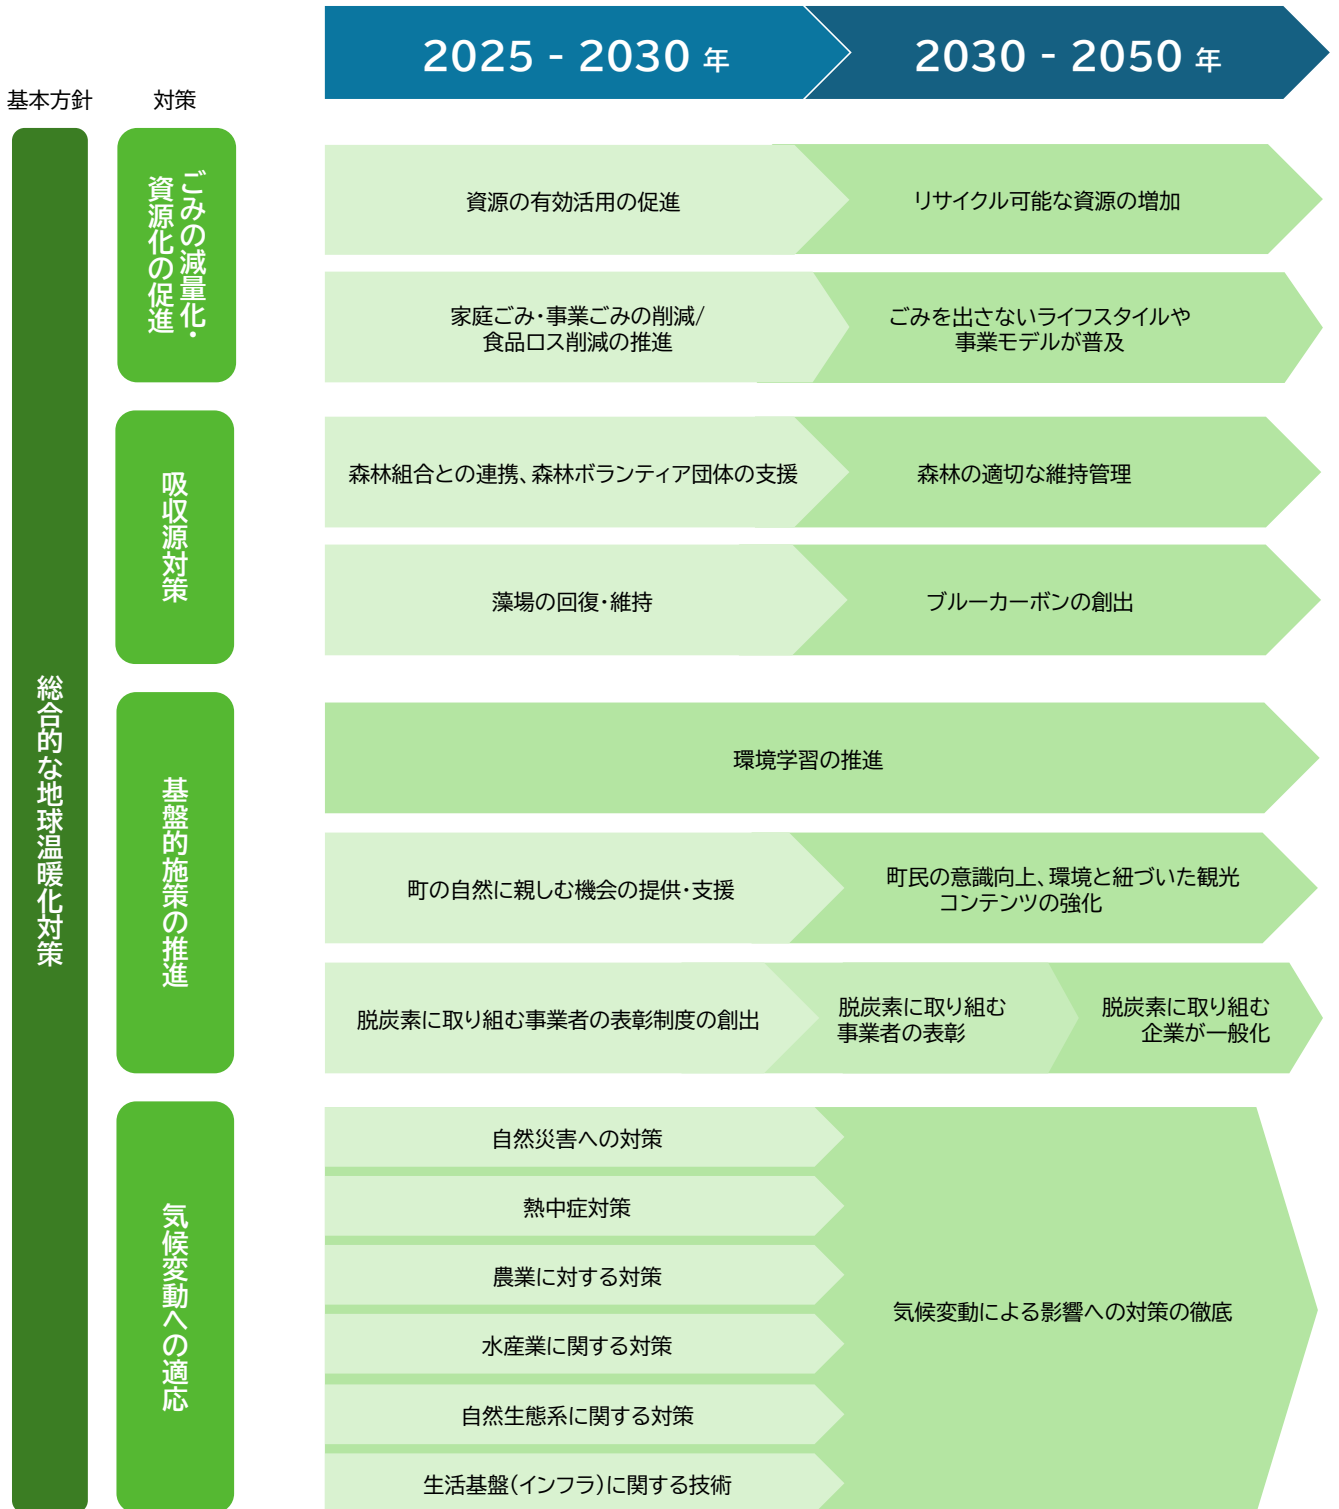 2025 - 2030 年
2030 - 2050 年
基本方針
対策
総合的な地球温暖化対策
ごみの減量化・
資源化の促進
資源の有効活用の促進
リサイクル可能な資源の増加
家庭ごみ・事業ごみの削減/
食品ロス削減の推進
ごみを出さないライフスタイルや
事業モデルが普及
吸収源対策
森林組合との連携、森林ボランティア団体の支援
森林の適切な維持管理
藻場の回復・維持
ブルーカーボンの創出
基盤的施策の推進
環境学習の推進
町の自然に親しむ機会の提供・支援
町民の意識向上、環境と紐づいた観光
コンテンツの強化
脱炭素に取り組む事業者の表彰制度の創出
脱炭素に取り組む
事業者の表彰
脱炭素に取り組む
企業が一般化
気候変動への適応
自然災害への対策
熱中症対策
農業に対する対策
水産業に関する対策
自然生態系に関する対策
生活基盤(インフラ)に関する技術
気候変動による影響への対策の徹底